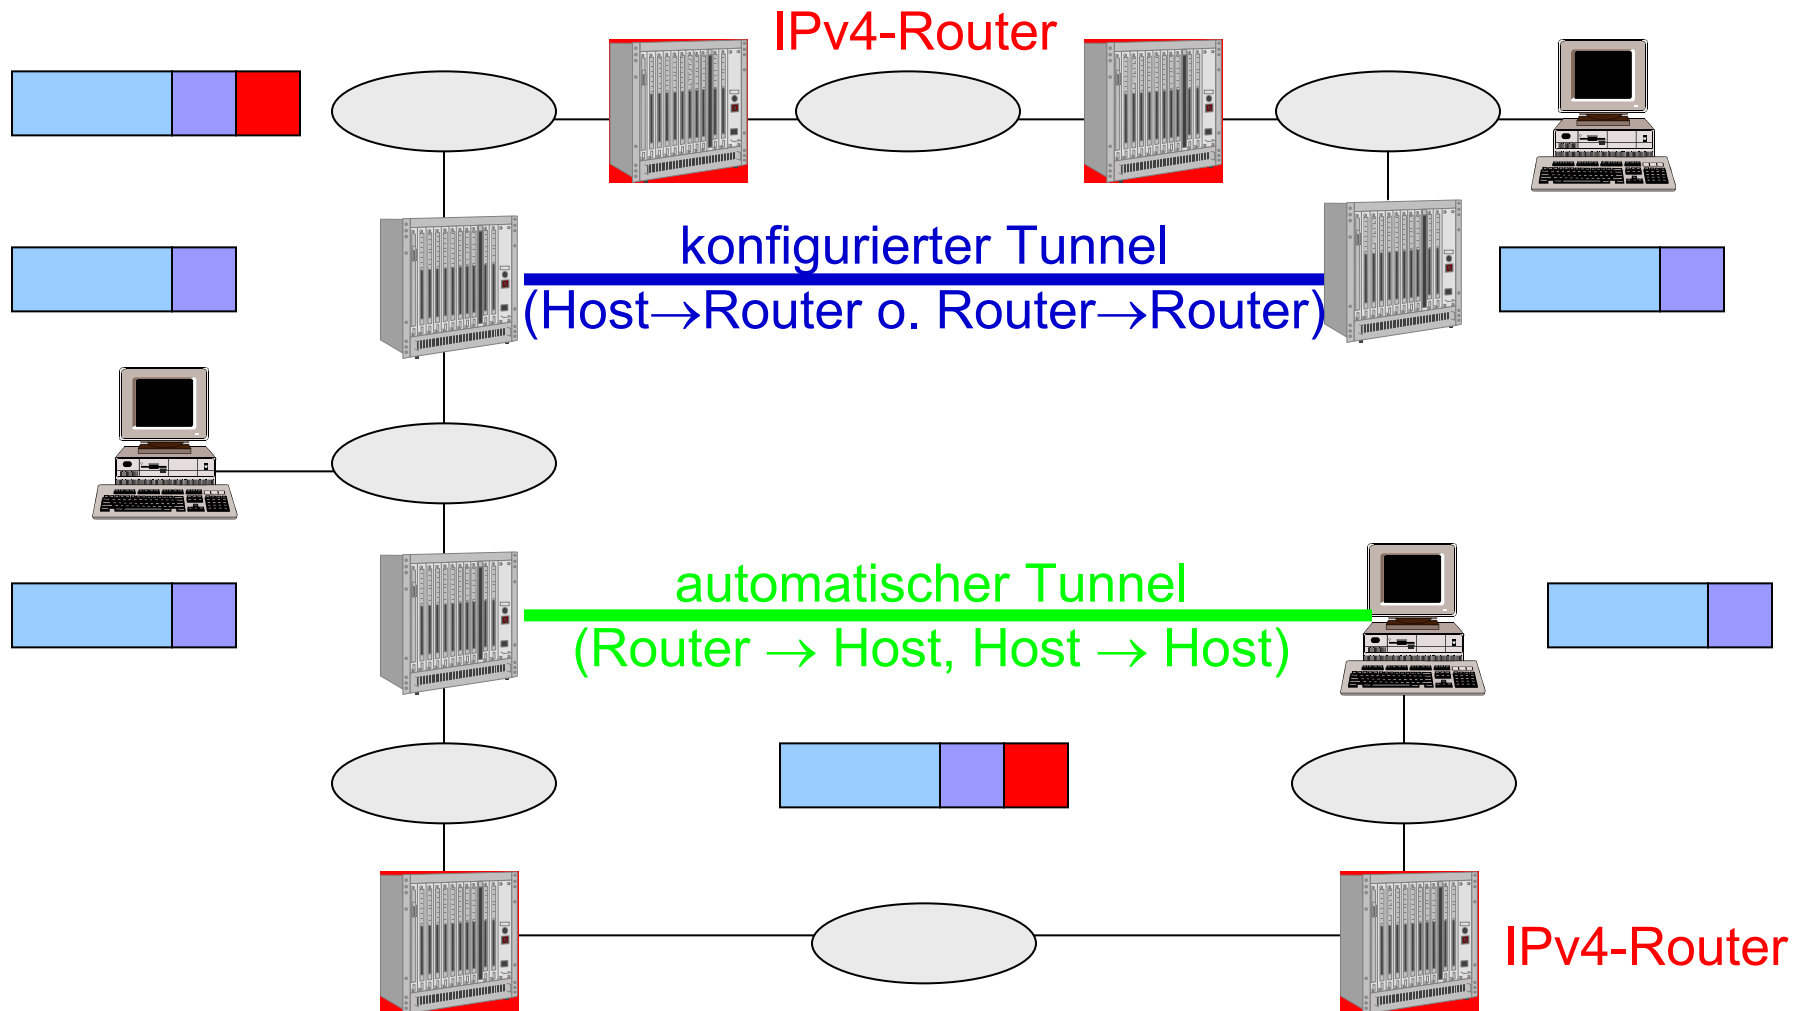 IPv4-Router
konfigurierter Tunnel
(Host→Router o. Router→Router)
automatischer Tunnel
(Router → Host, Host → Host)
IPv4-Router